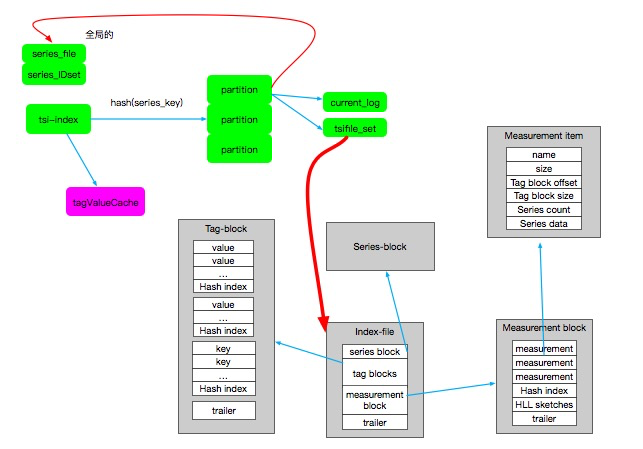 全局的
series_file
series_IDset
tsi-index
hash(series_key)
partition
partition
partition
current_log
tsifile_set
tagValueCache
Measurement item
name
size
Tag block offset
Tag block size
Series count
Series data
Tag-block
value
value
...
Hash index
value
...
Hash index
key
key
...
Hash index
trailer
Series-block
Index-file
series block
tag blocks
measurement
block
trailer
Measurement block
measurement
measurement
measurement
Hash index
HLL sketches
trailer